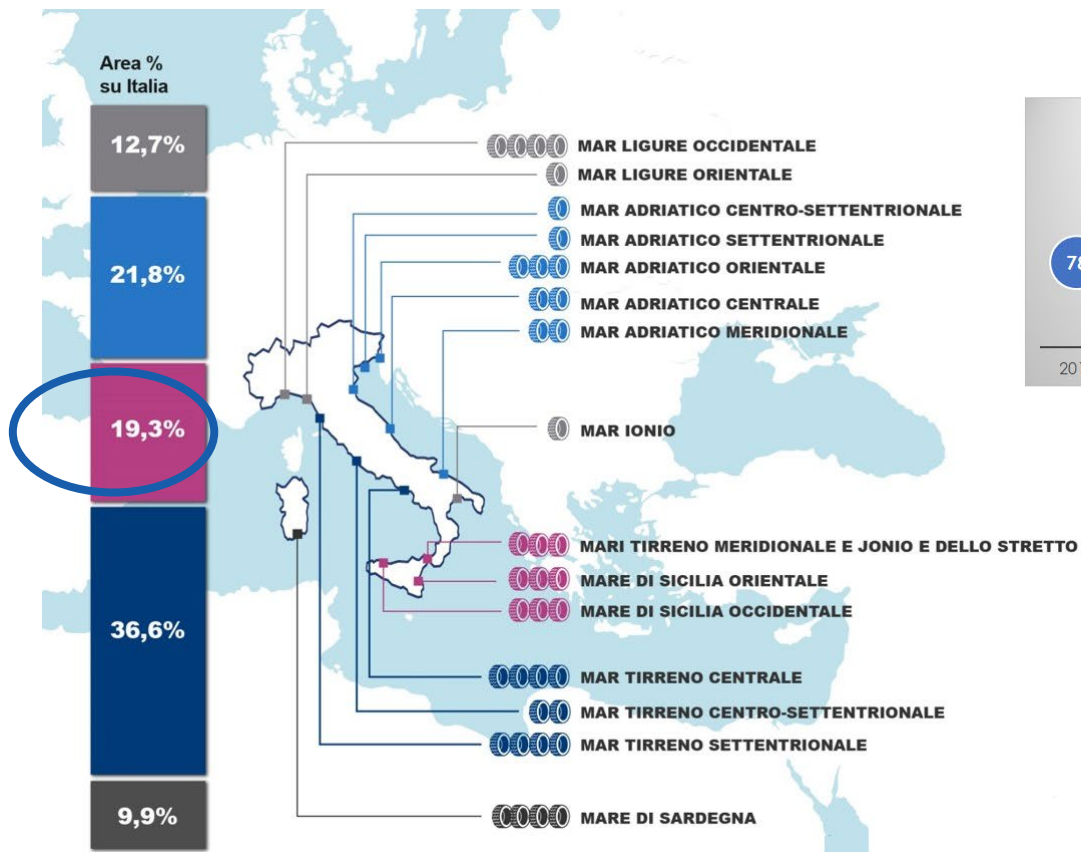 Area %
su Italia
12,7%
21,8%
19,3%
36,6%
9,9%
MAR LIGURE OCCIDENTALE
MAR LIGURE ORIENTALE
MAR ADRIATICO CENTRO-SETTENTRIONALE
MAR ADRIATICO SETTENTRIONALE
MAR ADRIATICO ORIENTALE
MAR ADRIATICO CENTRALE
MAR ADRIATICO MERIDIONALE
MAR IONIO
MARI TIRRENO MERIDIONALE E JONIO E DELLO STRETTO
MARE DI SICILIA ORIENTALE
MARE DI SICILIA OCCIDENTALE
MAR TIRRENO CENTRALE
MAR TIRRENO CENTRO-SETTENTRIONALE
MAR TIRRENO SETTENTRIONALE
MARE DI SARDEGNA